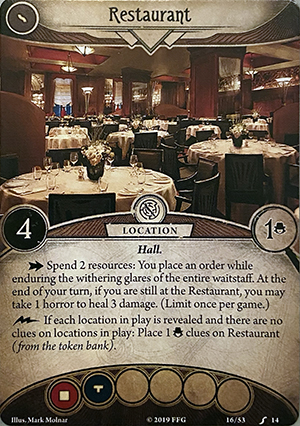 Restaurant
4
LOCATION
1
Hall.
Spend 2 resources: You place an order while
enduring the withering glares of the entire waitstaff. At
the end of your turn, if you are still at the Restaurant, you may
take 1 horror to heal 3 damage. (Limit once per game.)
If each location in play is revealed and there are no
clues on locations in play: Place 1 clues on Restaurant
(from the token bank).
Illus. Mark Molnar
© 2019 FFG
16/53
14